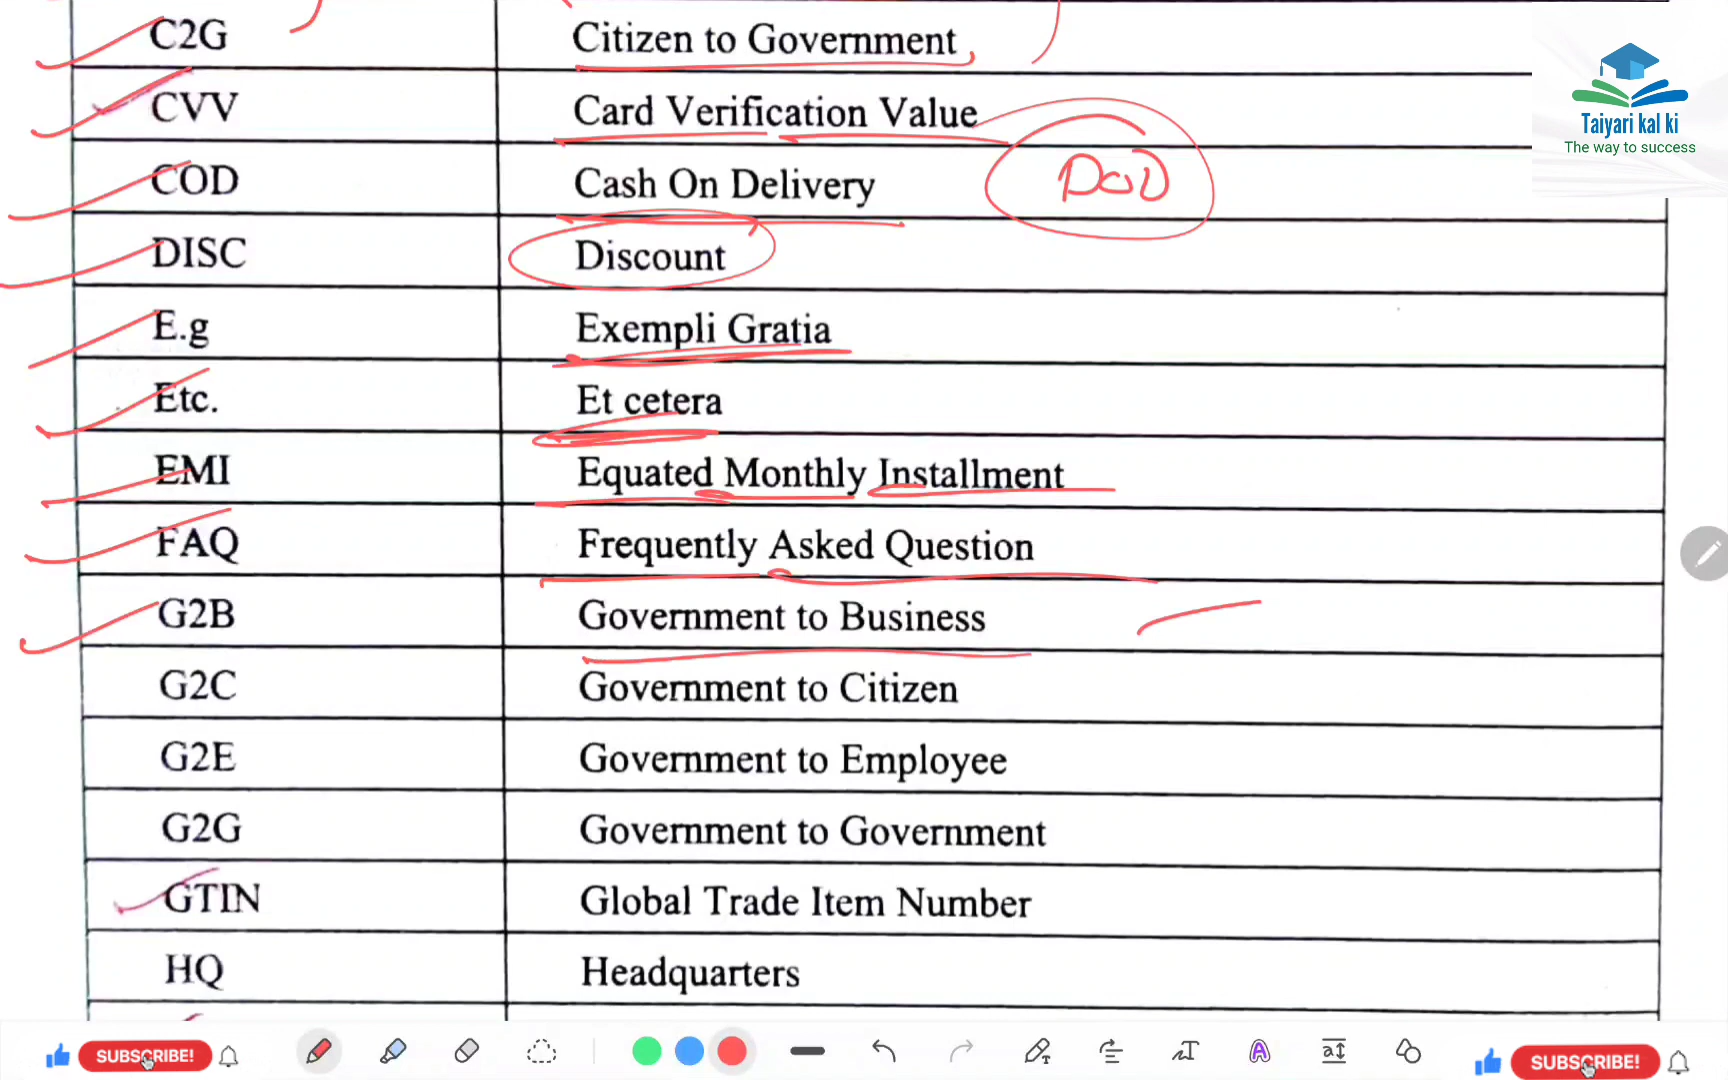 C2G Citizen to Government
CVV Card Verification Value
COD Cash On Delivery DOD
DISC Discount
E.g Exempli Gratia
Etc. Et cetera
EMI Equated Monthly Installment
FAQ Frequently Asked Question
G2B Government to Business
G2C Government to Citizen
G2E Government to Employee
G2G Government to Government
GTIN Global Trade Item Number
HQ Headquarters
Taiyari kal ki
The way to success
SUBSCRIBE!
SUBSCRIBE!